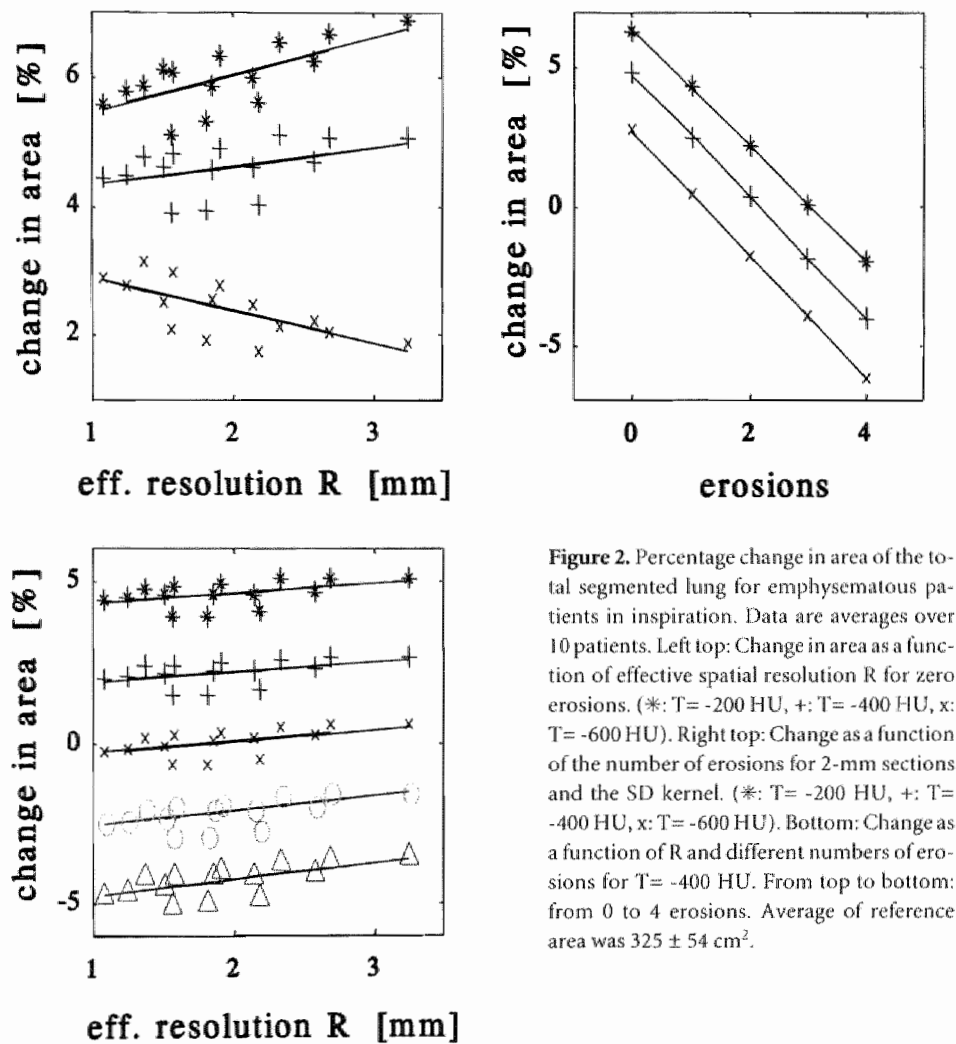 change in area [%]
6
4
2
1 2 3
eff. resolution R [mm]
change in area [%]
5
0
-5
0 2 4
erosions
change in area [%]
5
0
-5
1 2 3
eff. resolution R [mm]
Figure 2. Percentage change in area of the to-
tal segmented lung for emphysematous pa-
tients in inspiration. Data are averages over
10 patients. Left top: Change in area as a func-
tion of effective spatial resolution R for zero
erosions. (*: T= -200 HU, +: T= -400 HU, x:
T= -600 HU). Right top: Change as a function
of the number of erosions for 2-mm sections
and the SD kernel. (*: T= -200 HU, +: T=
-400 HU, x: T= -600 HU). Bottom: Change as
a function of R and different numbers of ero-
sions for T= -400 HU. From top to bottom:
from 0 to 4 erosions. Average of reference
area was 325 ± 54 cm².